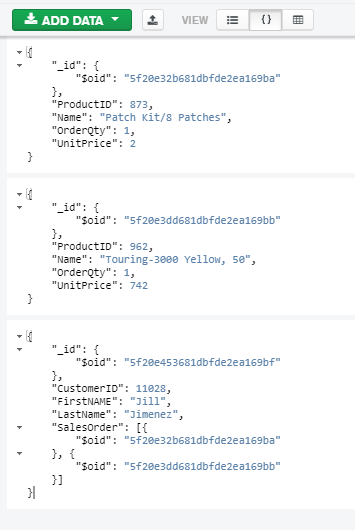 ADD DATA VIEW {}
{
"_id": {
"$oid": "5f20e32b681dbfde2ea169ba"
},
"ProductID": 873,
"Name": "Patch Kit/8 Patches",
"OrderQty": 1,
"UnitPrice": 2
}
{
"_id": {
"$oid": "5f20e3dd681dbfde2ea169bb"
},
"ProductID": 962,
"Name": "Touring-3000 Yellow, 50",
"OrderQty": 1,
"UnitPrice": 742
}
{
"_id": {
"$oid": "5f20e453681dbfde2ea169bf"
},
"CustomerID": 11028,
"FirstNAME": "Jill",
"LastName": "Jimenez",
"SalesOrder": [{
"$oid": "5f20e32b681dbfde2ea169ba"
}, {
"$oid": "5f20e3dd681dbfde2ea169bb"
}]
}